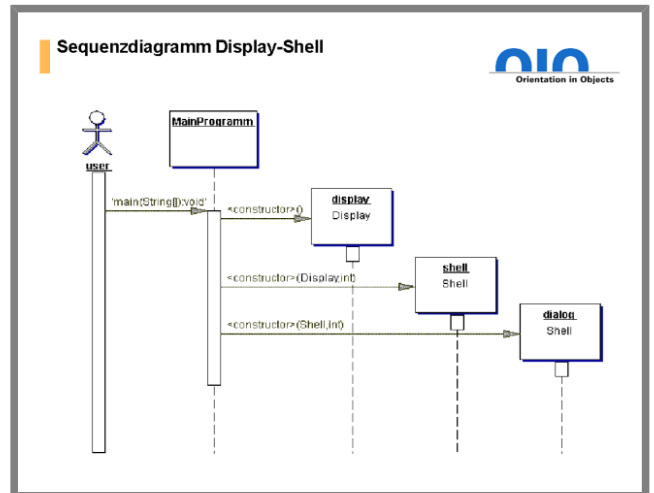 Sequenzdiagramm Display-Shell
OIO
Orientation in Objects
MainProgramm
user
'main(String[]):void'
<constructor>()
display
Display
<constructor>(Display,int)
shell
Shell
<constructor>(Shell,int)
dialog
Shell